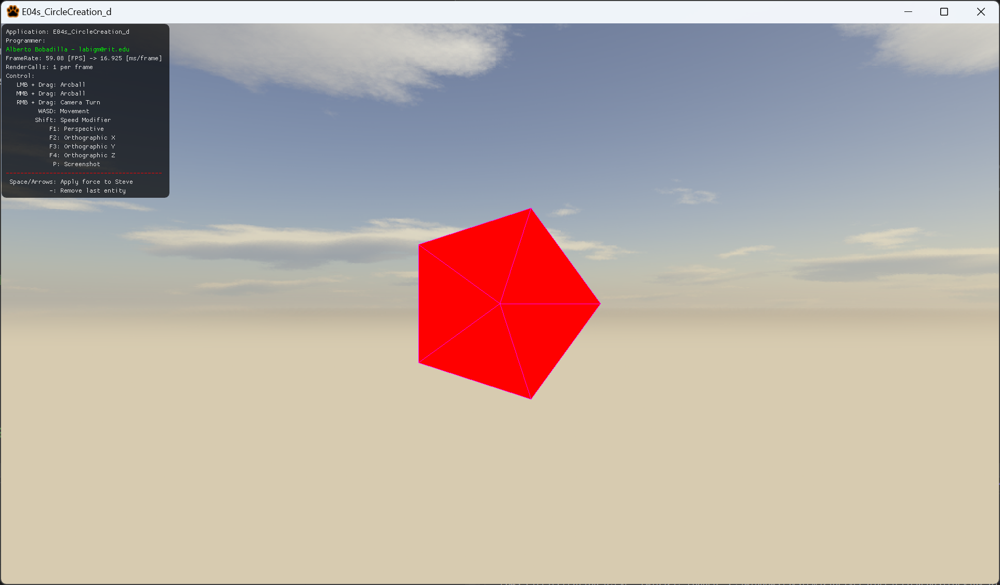 E04s_CircleCreation_d
Application: E04s_CircleCreation_d
Programmer:
Alberto Bobadilla - labigm@rit.edu
FrameRate: 59.08 [FPS] -> 16.925 [ms/frame]
RenderCalls: 1 per frame
Control:
LMB + Drag: Arcball
MMB + Drag: Arcball
RMB + Drag: Camera Turn
WASD: Movement
Shift: Speed Modifier
F1: Perspective
F2: Orthographic X
F3: Orthographic Y
F4: Orthographic Z
P: Screenshot
-------------------------------------------
Space/Arrows: Apply force to Steve
-: Remove last entity